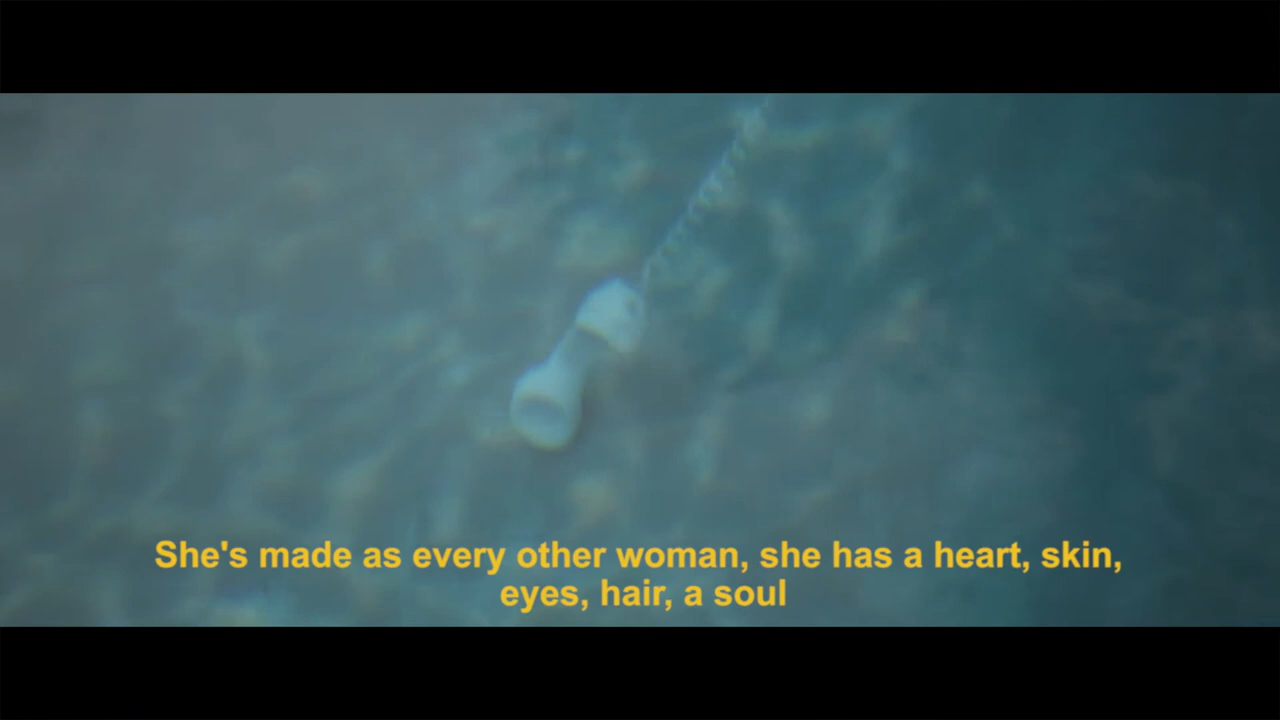 She's made as every other woman, she has a heart, skin,
eyes, hair, a soul